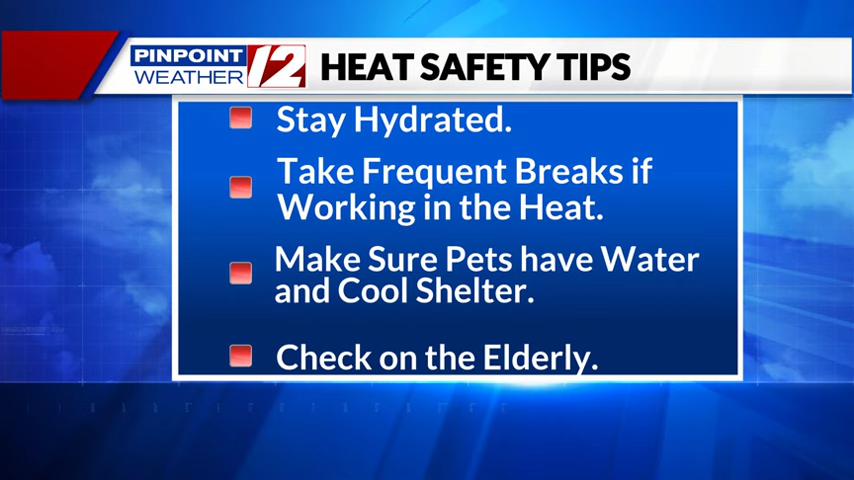 PINPOINT
WEATHER 12
HEAT SAFETY TIPS
Stay Hydrated.
Take Frequent Breaks if
Working in the Heat.
Make Sure Pets have Water
and Cool Shelter.
Check on the Elderly.